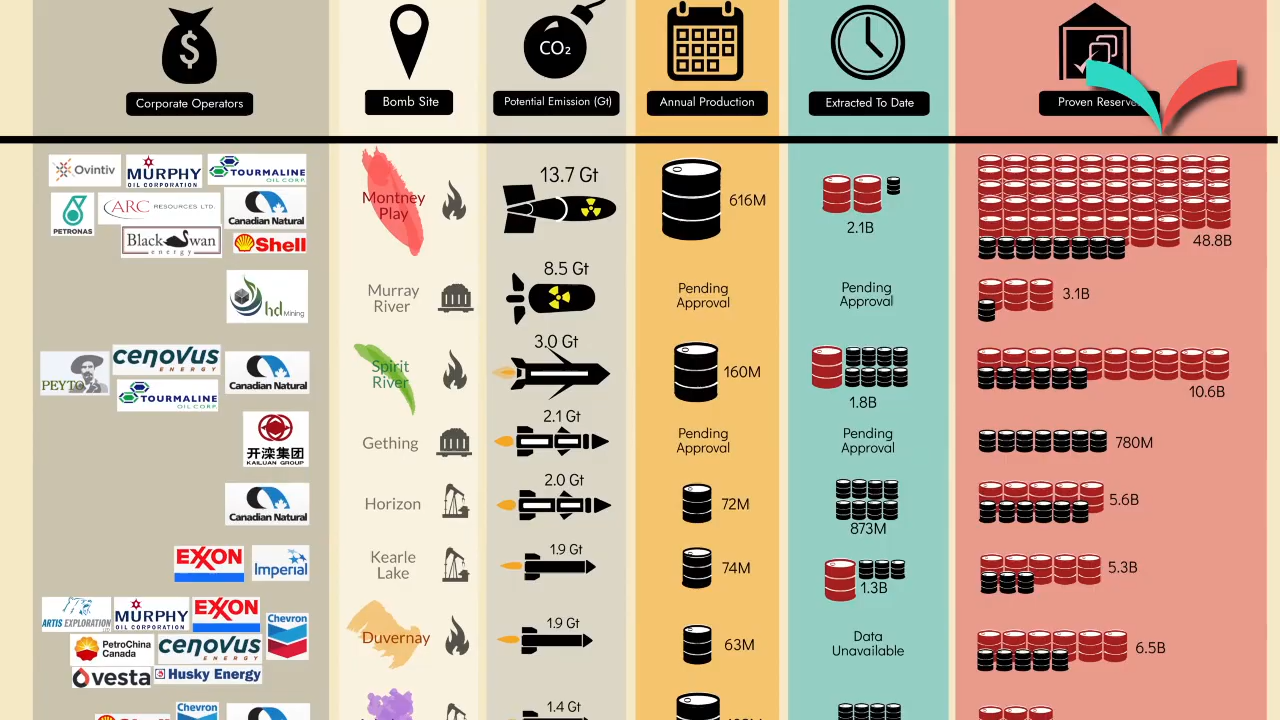 $
CO₂
Corporate Operators
Bomb Site
Potential Emission (Gt)
Annual Production
Extracted To Date
Proven Reserves
Ovintiv
MURPHY
OIL CORPORATION
TOURMALINE
OIL CORP.
PETRONAS
ARC RESOURCES LTD.
Canadian Natural
Black Swan
energy
Shell
Montney
Play
13.7 Gt
616M
2.1B
48.8B
hd Mining
Murray
River
8.5 Gt
Pending
Approval
Pending
Approval
3.1B
PEYTO
cenovus
ENERGY
TOURMALINE
OIL CORP.
Canadian Natural
Spirit
River
3.0 Gt
160M
1.8B
10.6B
开滦集团
KAILUAN GROUP
Gething
2.1 Gt
Pending
Approval
Pending
Approval
780M
Canadian Natural
Horizon
2.0 Gt
72M
873M
5.6B
EXXON
Imperial
Kearle
Lake
1.9 Gt
74M
1.3B
5.3B
ARTIS EXPLORATION LTD
MURPHY
OIL CORPORATION
EXXON
Chevron
PetroChina
Canada
cenovus
ENERGY
vesta
Husky Energy
Duvernay
1.9 Gt
63M
Data
Unavailable
6.5B
Chevron
1.4 Gt